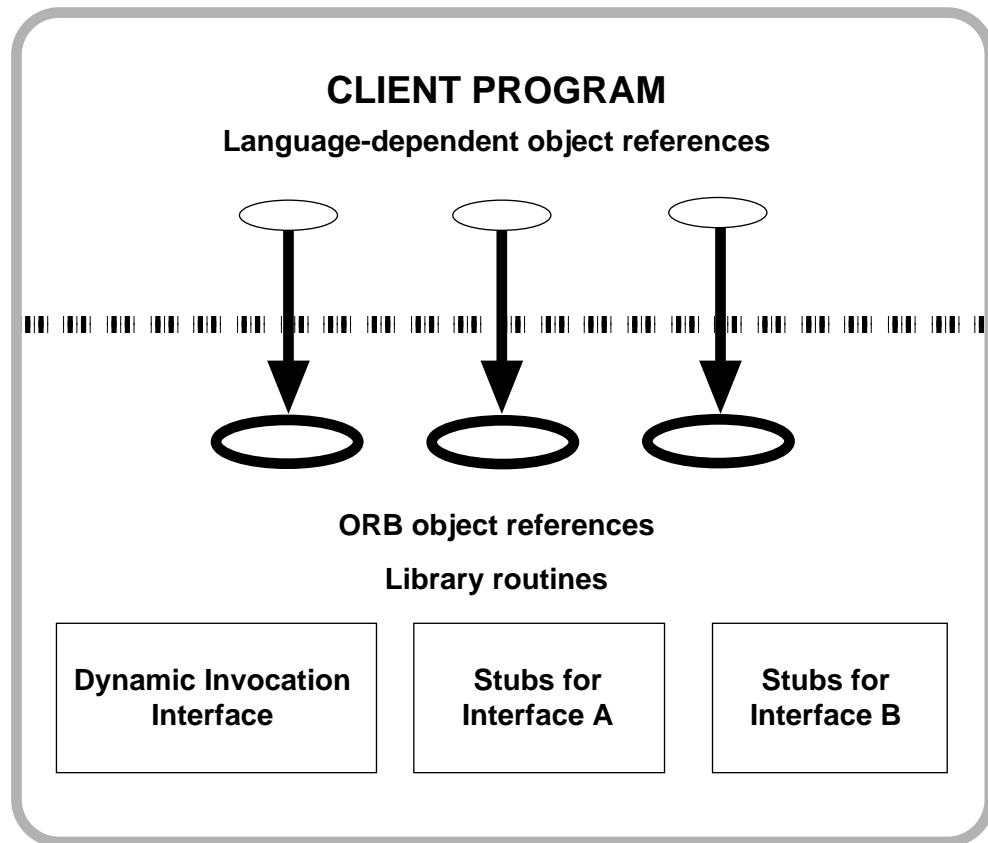 CLIENT PROGRAM
Language-dependent object references
ORB object references
Library routines
Dynamic Invocation
Interface
Stubs for
Interface A
Stubs for
Interface B